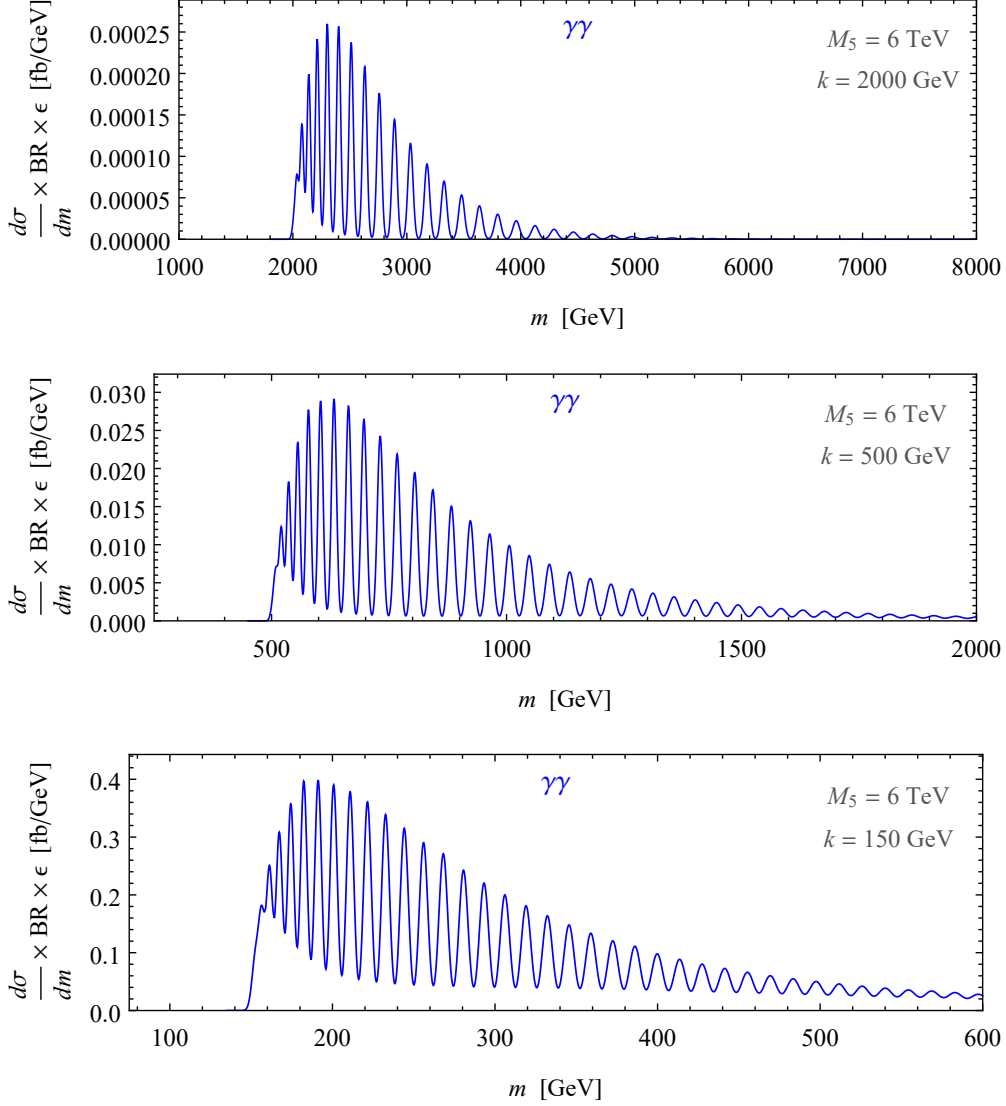 γγ
M₅ = 6 TeV
k = 2000 GeV
dσ/dm × BR × ϵ [fb/GeV]
0.00025
0.00020
0.00015
0.00010
0.00005
0.00000
1000 2000 3000 4000 5000 6000 7000 8000
m [GeV]
γγ
M₅ = 6 TeV
k = 500 GeV
dσ/dm × BR × ϵ [fb/GeV]
0.030
0.025
0.020
0.015
0.010
0.005
0.000
500 1000 1500 2000
m [GeV]
γγ
M₅ = 6 TeV
k = 150 GeV
dσ/dm × BR × ϵ [fb/GeV]
0.4
0.3
0.2
0.1
0.0
100 200 300 400 500 600
m [GeV]